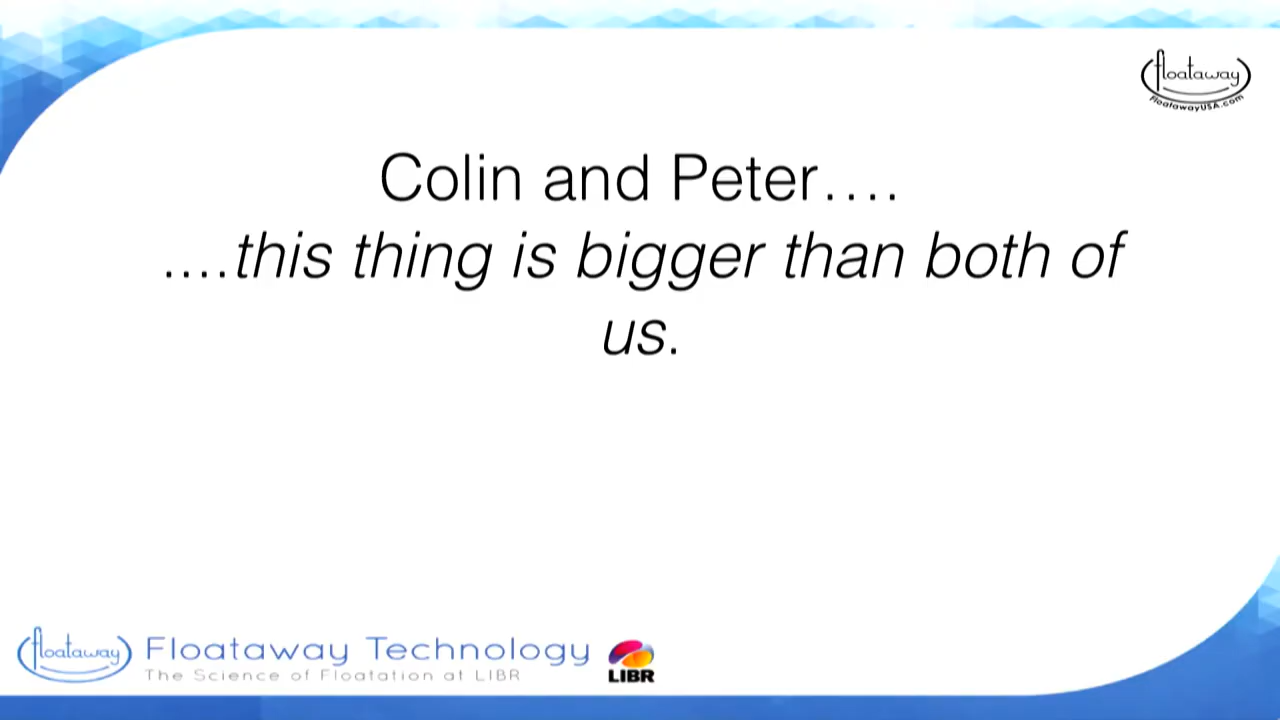 floataway
FloatawayUSA.com
Colin and Peter....
....this thing is bigger than both of
us.
floataway
Floataway Technology
The Science of Floatation at LIBR
LIBR